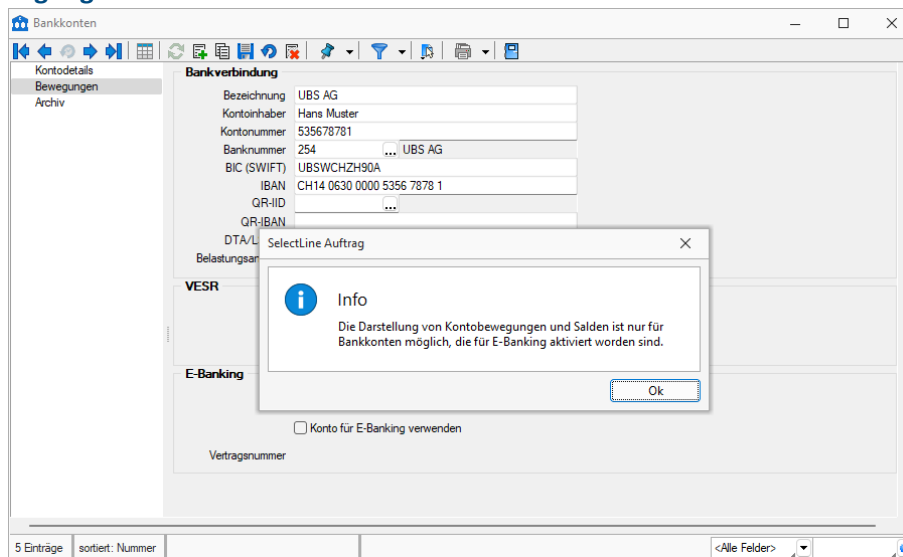 Bankkonten
Kontodetails
Bewegungen
Archiv
Bankverbindung
Bezeichnung UBS AG
Kontoinhaber Hans Muster
Kontonummer 535678781
Banknummer 254 ... UBS AG
BIC (SWIFT) UBSWCHZH90A
IBAN CH14 0630 0000 5356 7878 1
QR-IID ...
QR-IBAN
DTA/L
Belastungsan
SelectLine Auftrag
Info
Die Darstellung von Kontobewegungen und Salden ist nur für
Bankkonten möglich, die für E-Banking aktiviert worden sind.
Ok
VESR
E-Banking
Konto für E-Banking verwenden
Vertragsnummer
5 Einträge sortiert: Nummer <Alle Felder>